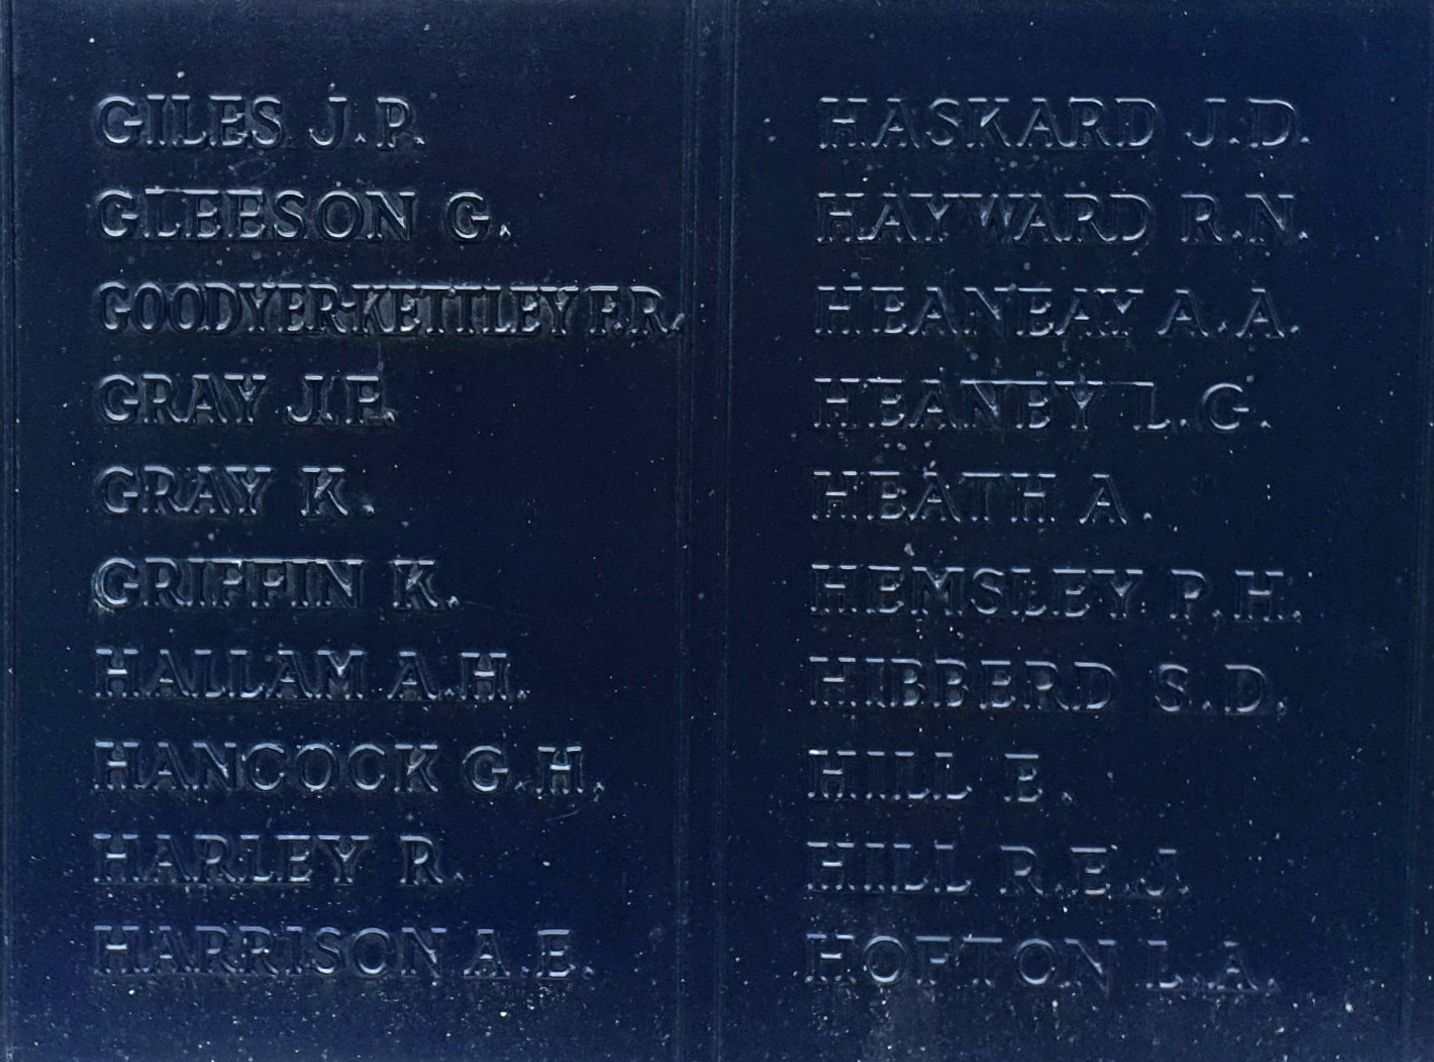 GILES J.P.
GLEESON G.
GOODYER-KETTLEY F.R.
GRAY J.F.
GRAY K.
GRIFFIN K.
HALLAM A.H.
HANCOCK G.H.
HARLEY R.
HARRISON A.E.
HASKARD J.D.
HAYWARD R.N.
HEANEAY A.A.
HEANEY L.G.
HEATH A.
HEMSLEY P.H.
HIBBERD S.D.
HILL E.
HILL R.E.J.
HOFTON L.A.